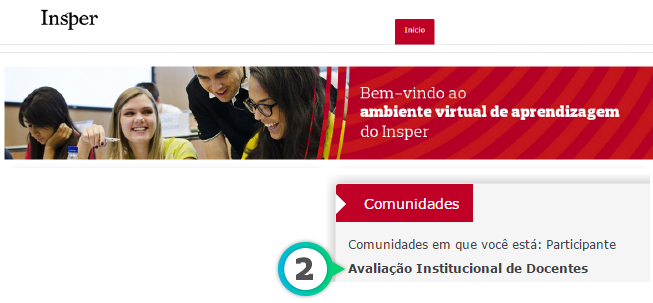 Insper
Início
Bem-vindo ao
ambiente virtual de aprendizagem
do Insper
Comunidades
Comunidades em que você está: Participante
2
Avaliação Institucional de Docentes